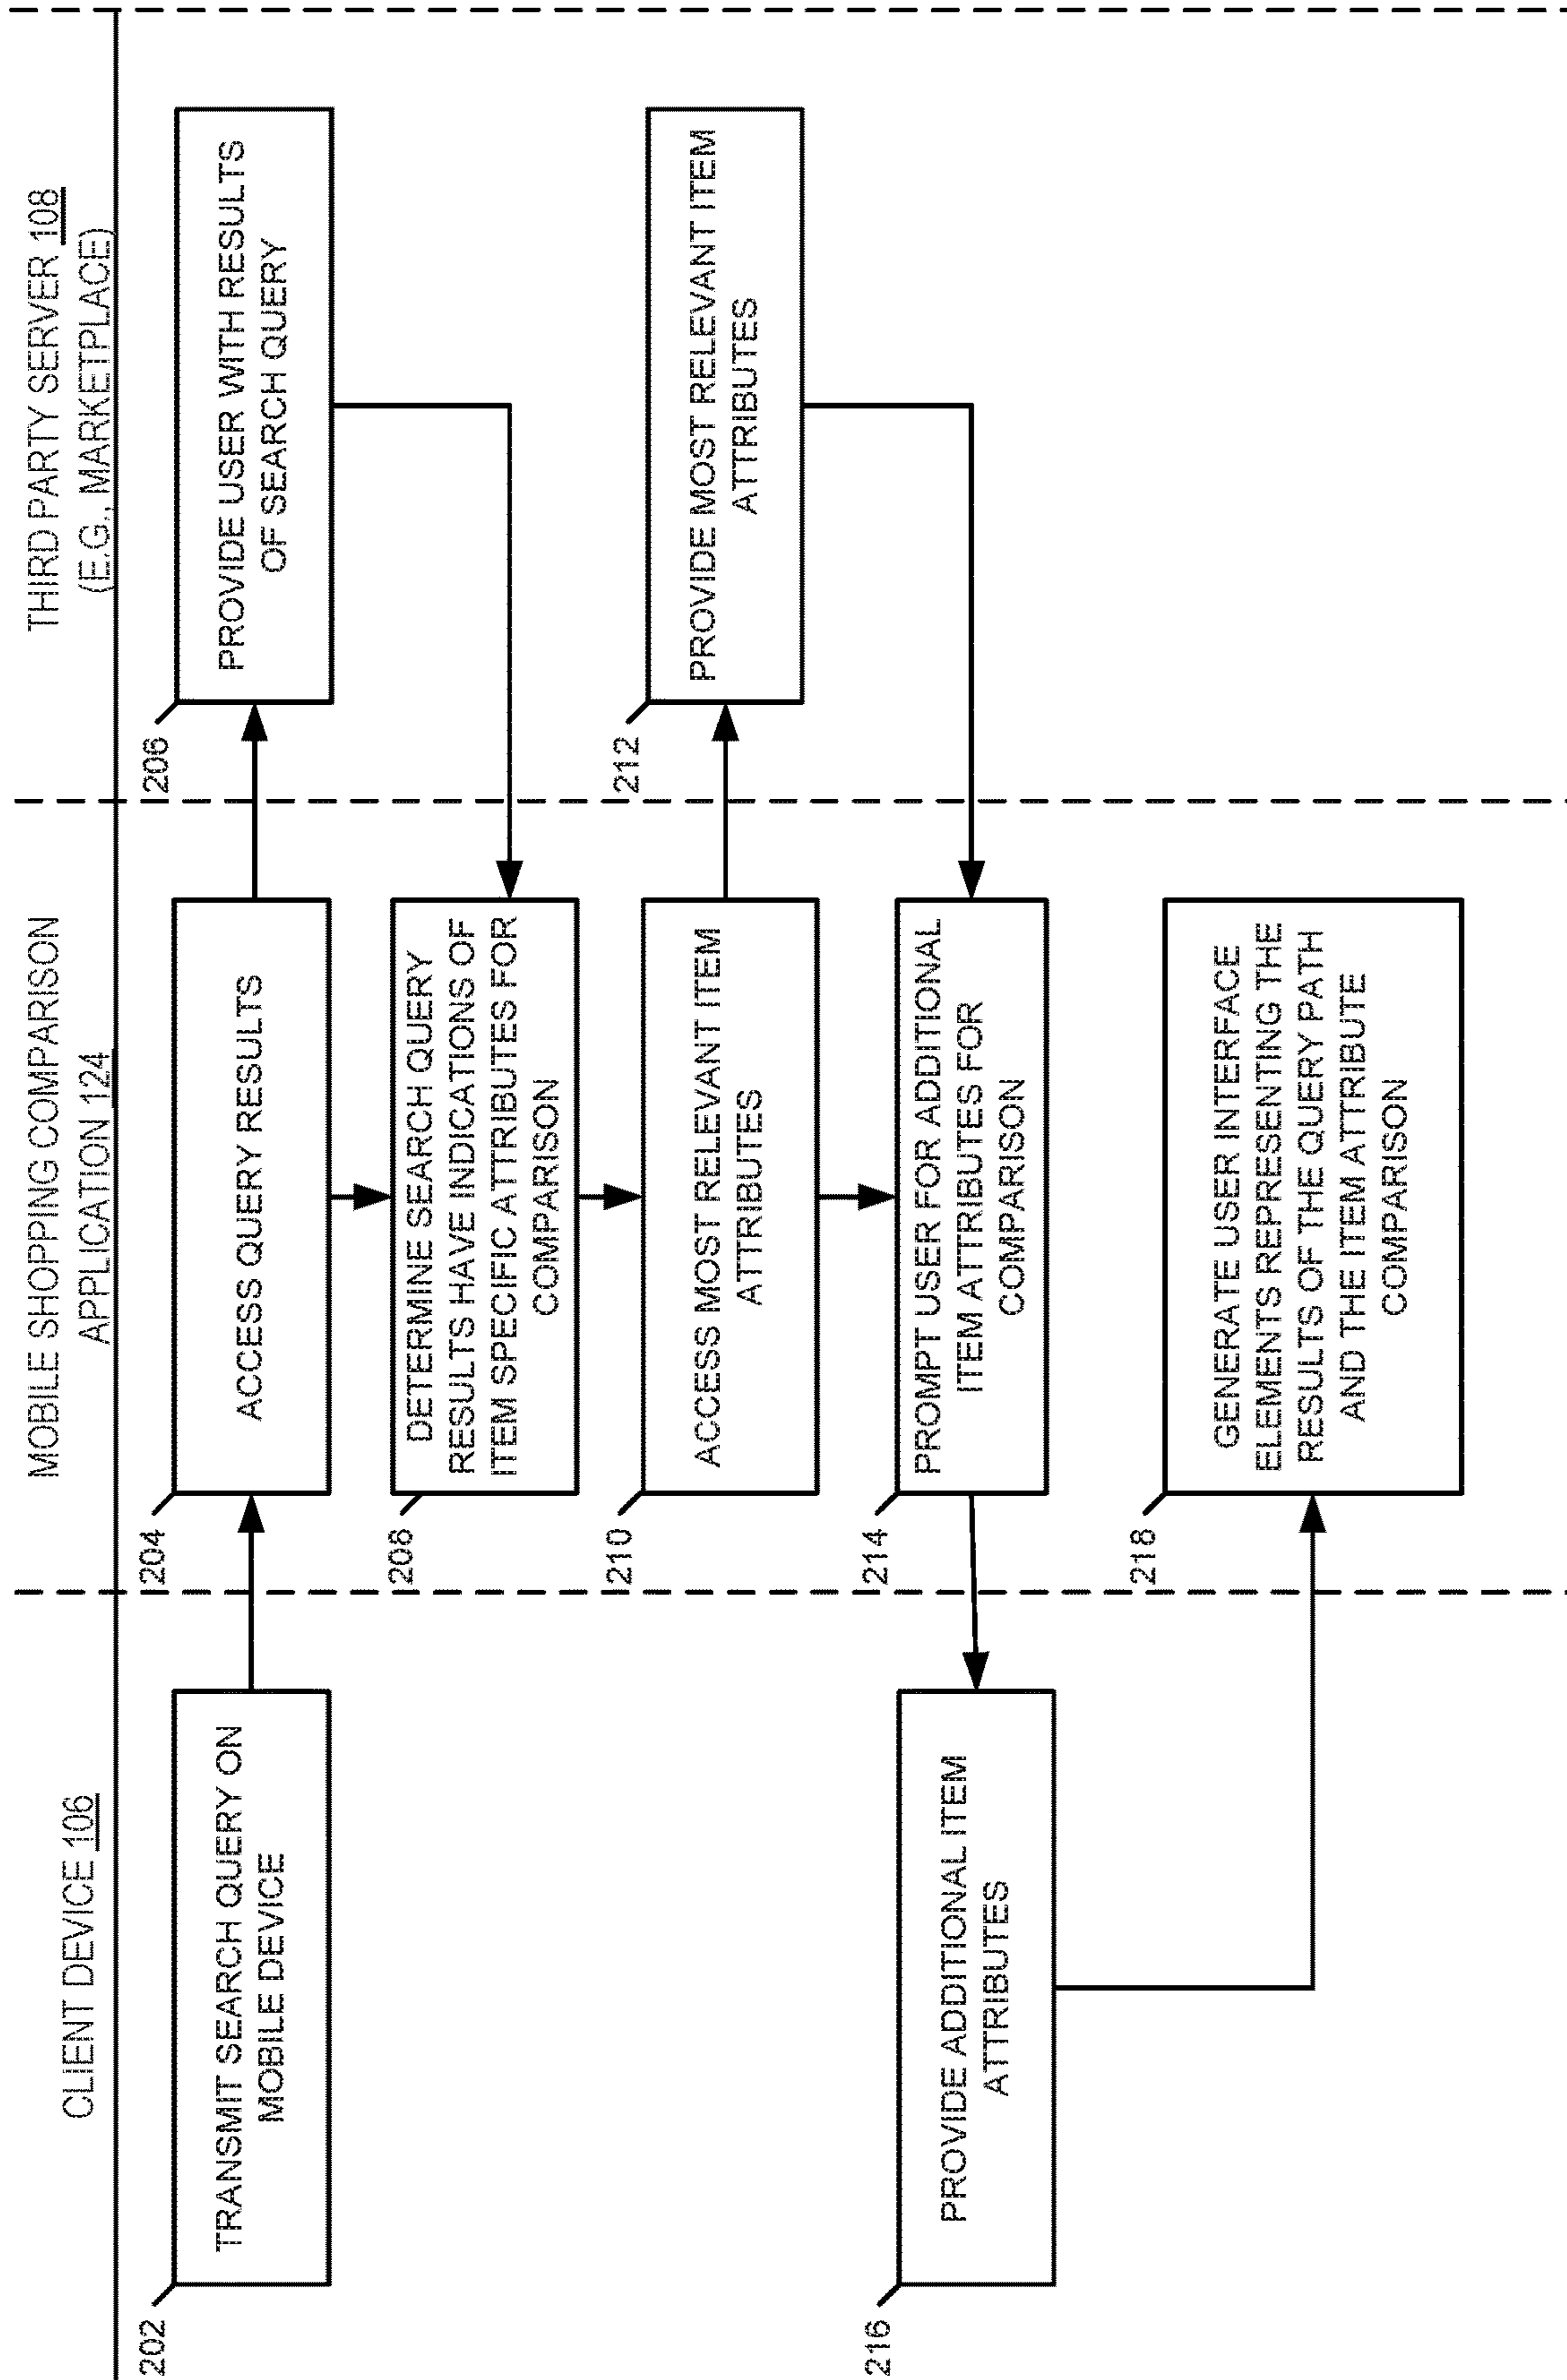 CLIENT DEVICE 106
MOBILE SHOPPING COMPARISON
APPLICATION 124
THIRD PARTY SERVER 108
(E.G., MARKETPLACE)
202
TRANSMIT SEARCH QUERY ON
MOBILE DEVICE
204
ACCESS QUERY RESULTS
206
PROVIDE USER WITH RESULTS
OF SEARCH QUERY
208
DETERMINE SEARCH QUERY
RESULTS HAVE INDICATIONS OF
ITEM SPECIFIC ATTRIBUTES FOR
COMPARISON
210
ACCESS MOST RELEVANT ITEM
ATTRIBUTES
212
PROVIDE MOST RELEVANT ITEM
ATTRIBUTES
214
PROMPT USER FOR ADDITIONAL
ITEM ATTRIBUTES FOR
COMPARISON
216
PROVIDE ADDITIONAL ITEM
ATTRIBUTES
218
GENERATE USER INTERFACE
ELEMENTS REPRESENTING THE
RESULTS OF THE QUERY PATH
AND THE ITEM ATTRIBUTE
COMPARISON